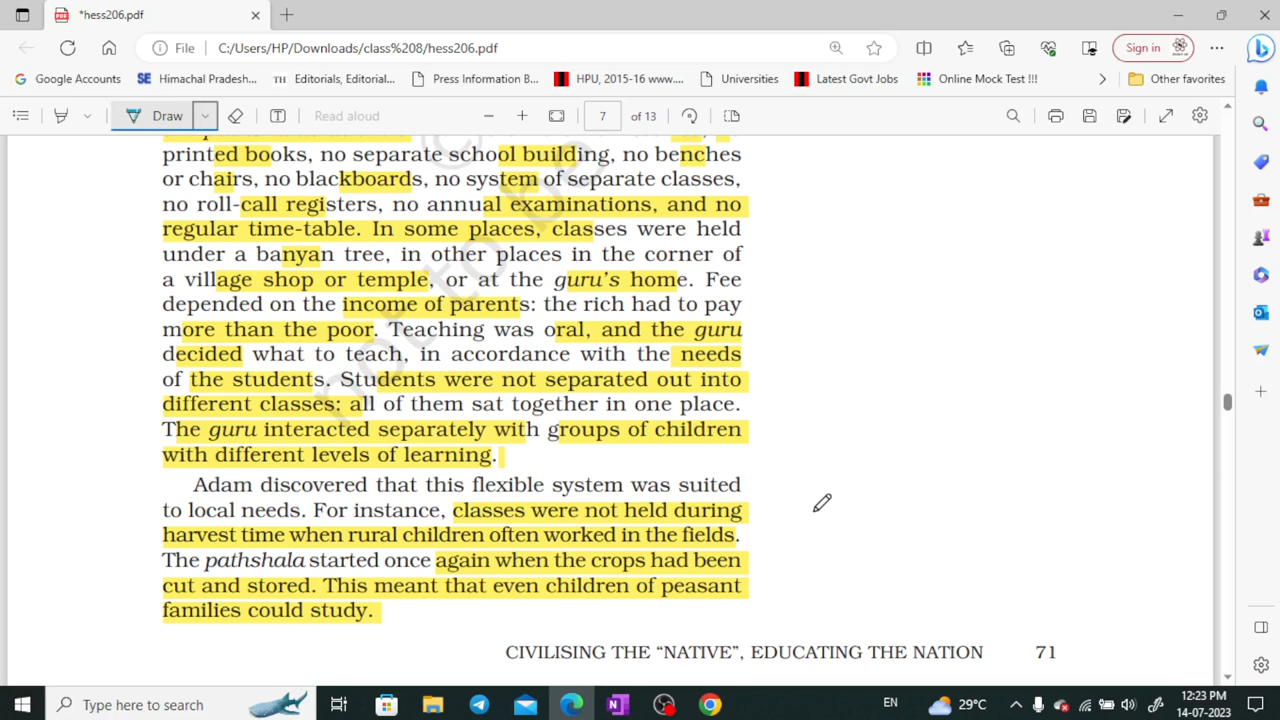 *hess206.pdf
File C:/Users/HP/Downloads/class%208/hess206.pdf Sign in
Google Accounts SE Himachal Pradesh... TH Editorials, Editorial... Press Information B... HPU, 2015-16 www.... Universities Latest Govt Jobs Online Mock Test !!! Other favorites
Draw Read aloud 7 of 13
printed books, no separate school building, no benches
or chairs, no blackboards, no system of separate classes,
no roll-call registers, no annual examinations, and no
regular time-table. In some places, classes were held
under a banyan tree, in other places in the corner of
a village shop or temple, or at the guru's home. Fee
depended on the income of parents: the rich had to pay
more than the poor. Teaching was oral, and the guru
decided what to teach, in accordance with the needs
of the students. Students were not separated out into
different classes: all of them sat together in one place.
The guru interacted separately with groups of children
with different levels of learning.
Adam discovered that this flexible system was suited
to local needs. For instance, classes were not held during
harvest time when rural children often worked in the fields.
The pathshala started once again when the crops had been
cut and stored. This meant that even children of peasant
families could study.
CIVILISING THE “NATIVE”, EDUCATING THE NATION 71
© not to be
Type here to search 29°C EN 12:23 PM
14-07-2023